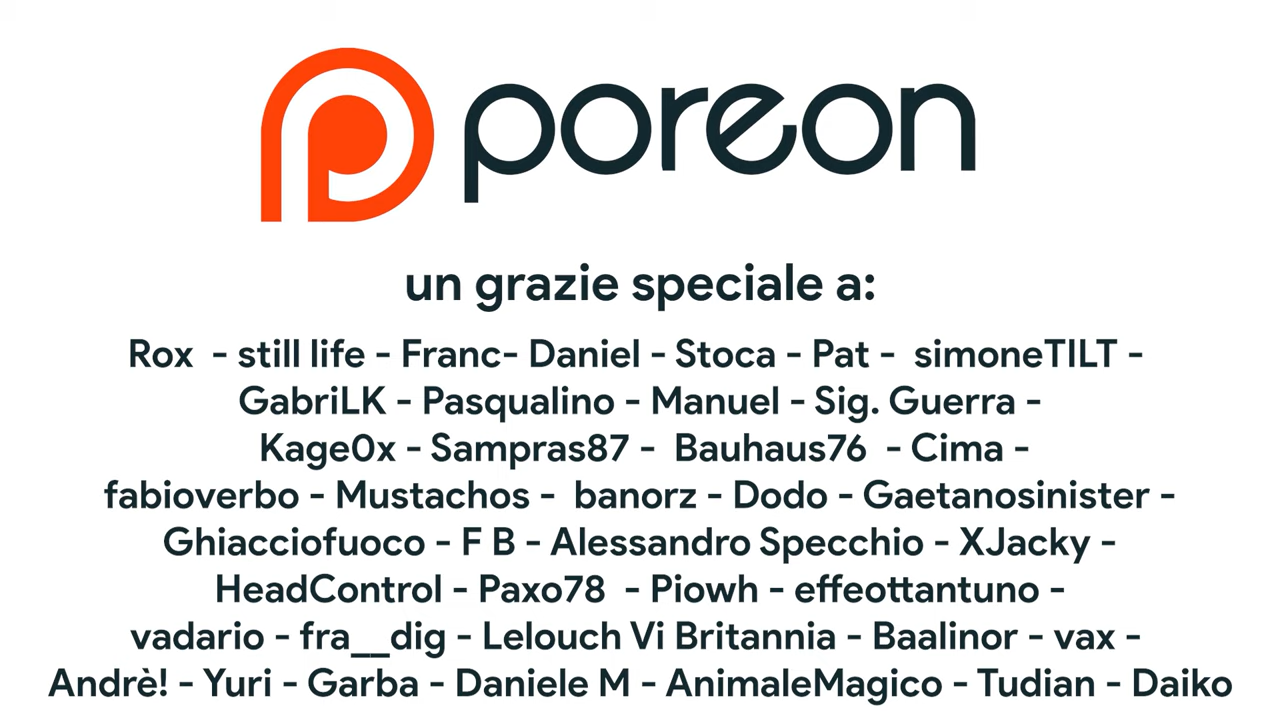 poreon
un grazie speciale a:
Rox - still life - Franc- Daniel - Stoca - Pat - simoneTILT -
GabriLK - Pasqualino - Manuel - Sig. Guerra -
Kage0x - Sampras87 - Bauhaus76 - Cima -
fabioverbo - Mustachos - banorz - Dodo - Gaetanosinister -
Ghiacciofuoco - F B - Alessandro Specchio - XJacky -
HeadControl - Paxo78 - Piowh - effeottantuno -
vadario - fra__dig - Lelouch Vi Britannia - Baalinor - vax -
Andrè! - Yuri - Garba - Daniele M - AnimaleMagico - Tudian - Daiko